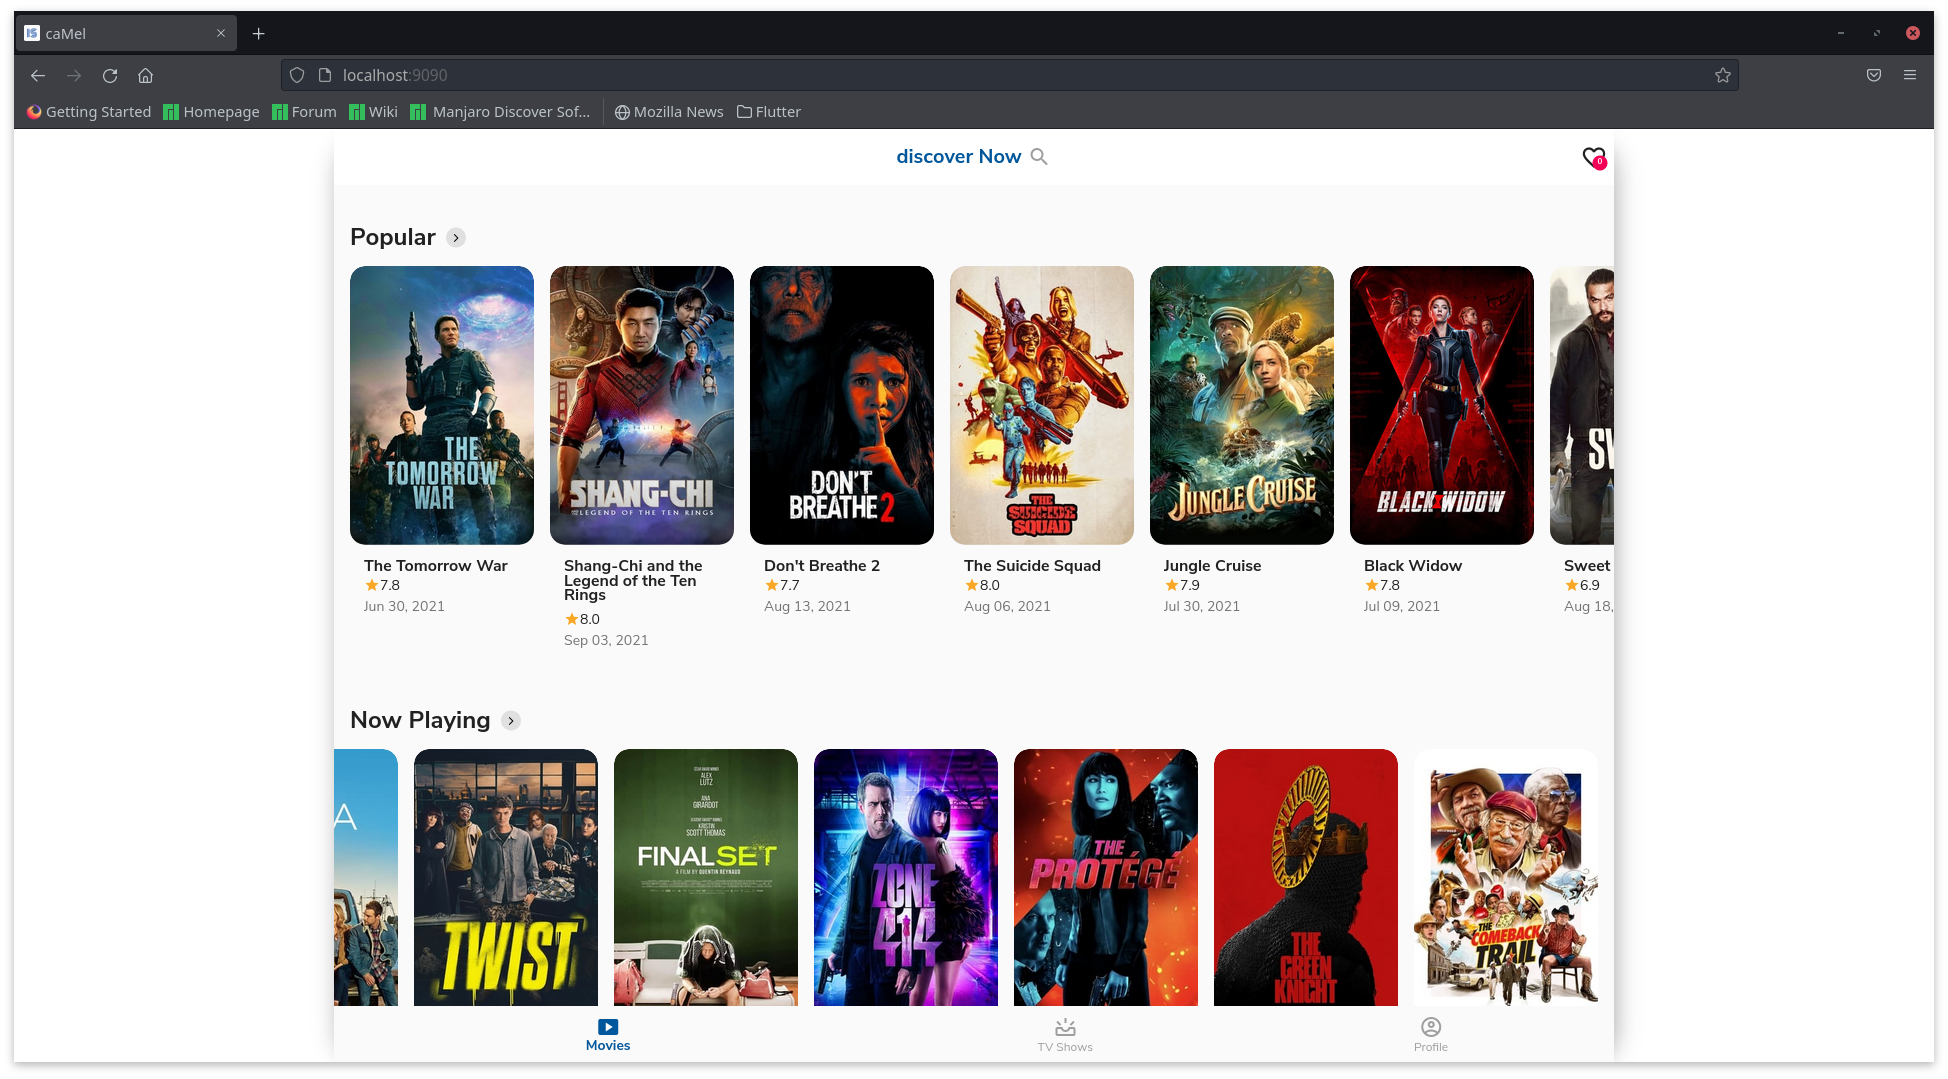 caMel
localhost:9090
Getting Started Homepage Forum Wiki Manjaro Discover Sof... Mozilla News Flutter
discover Now
0
Popular
THE
TOMORROW
WAR
SHANG-CHI
LEGEND OF THE TEN RINGS
DON'T
BREATHE 2
THE
SUICIDE
SQUAD
JUNGLE CRUISE
BLACK WIDOW
SW
The Tomorrow War
7.8
Jun 30, 2021
Shang-Chi and the
Legend of the Ten
Rings
8.0
Sep 03, 2021
Don't Breathe 2
7.7
Aug 13, 2021
The Suicide Squad
8.0
Aug 06, 2021
Jungle Cruise
7.9
Jul 30, 2021
Black Widow
7.8
Jul 09, 2021
Sweet
6.9
Aug 18,
Now Playing
A
TWIST
ALEX
LUTZ
ANA
GIRARDOT
KRISTIN
SCOTT THOMAS
FINAL SET
A FILM BY QUENTIN REYNAUD
ZONE
414
THE
PROTÉGÉ
THE
GREEN
KNIGHT
THE
COMEBACK
TRAIL
Movies
TV Shows
Profile